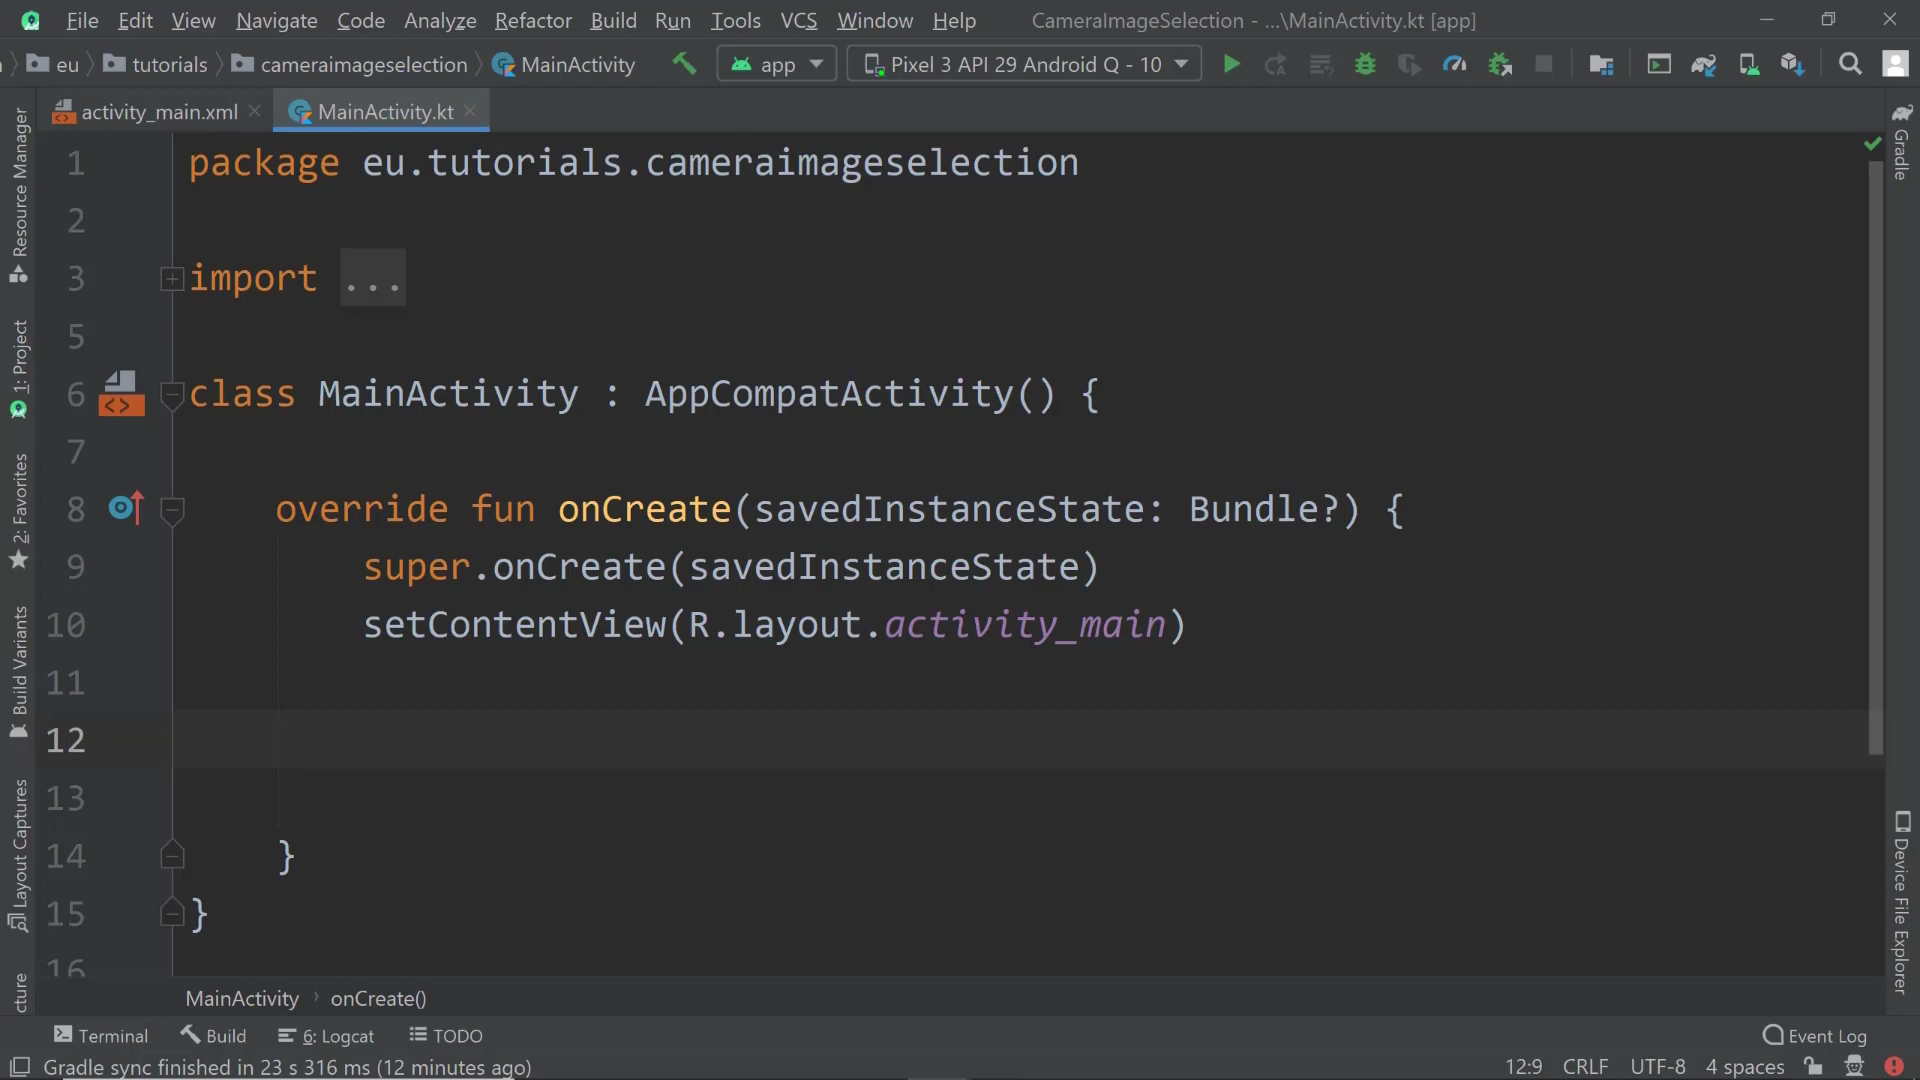 File Edit View Navigate Code Analyze Refactor Build Run Tools VCS Window Help CameraImageSelection - ...\MainActivity.kt [app]
eu tutorials cameraimageselection MainActivity app Pixel 3 API 29 Android Q - 10
activity_main.xml MainActivity.kt
Resource Manager
1: Project
2: Favorites
Build Variants
Layout Captures
cture
1 package eu.tutorials.cameraimageselection
2
3 import ...
5
6 class MainActivity : AppCompatActivity() {
7
8 override fun onCreate(savedInstanceState: Bundle?) {
9 super.onCreate(savedInstanceState)
10 setContentView(R.layout.activity_main)
11
12
13
14 }
15 }
16
Gradle
Device File Explorer
MainActivity › onCreate()
Terminal Build 6: Logcat TODO Event Log
Gradle sync finished in 23 s 316 ms (12 minutes ago) 12:9 CRLF UTF-8 4 spaces